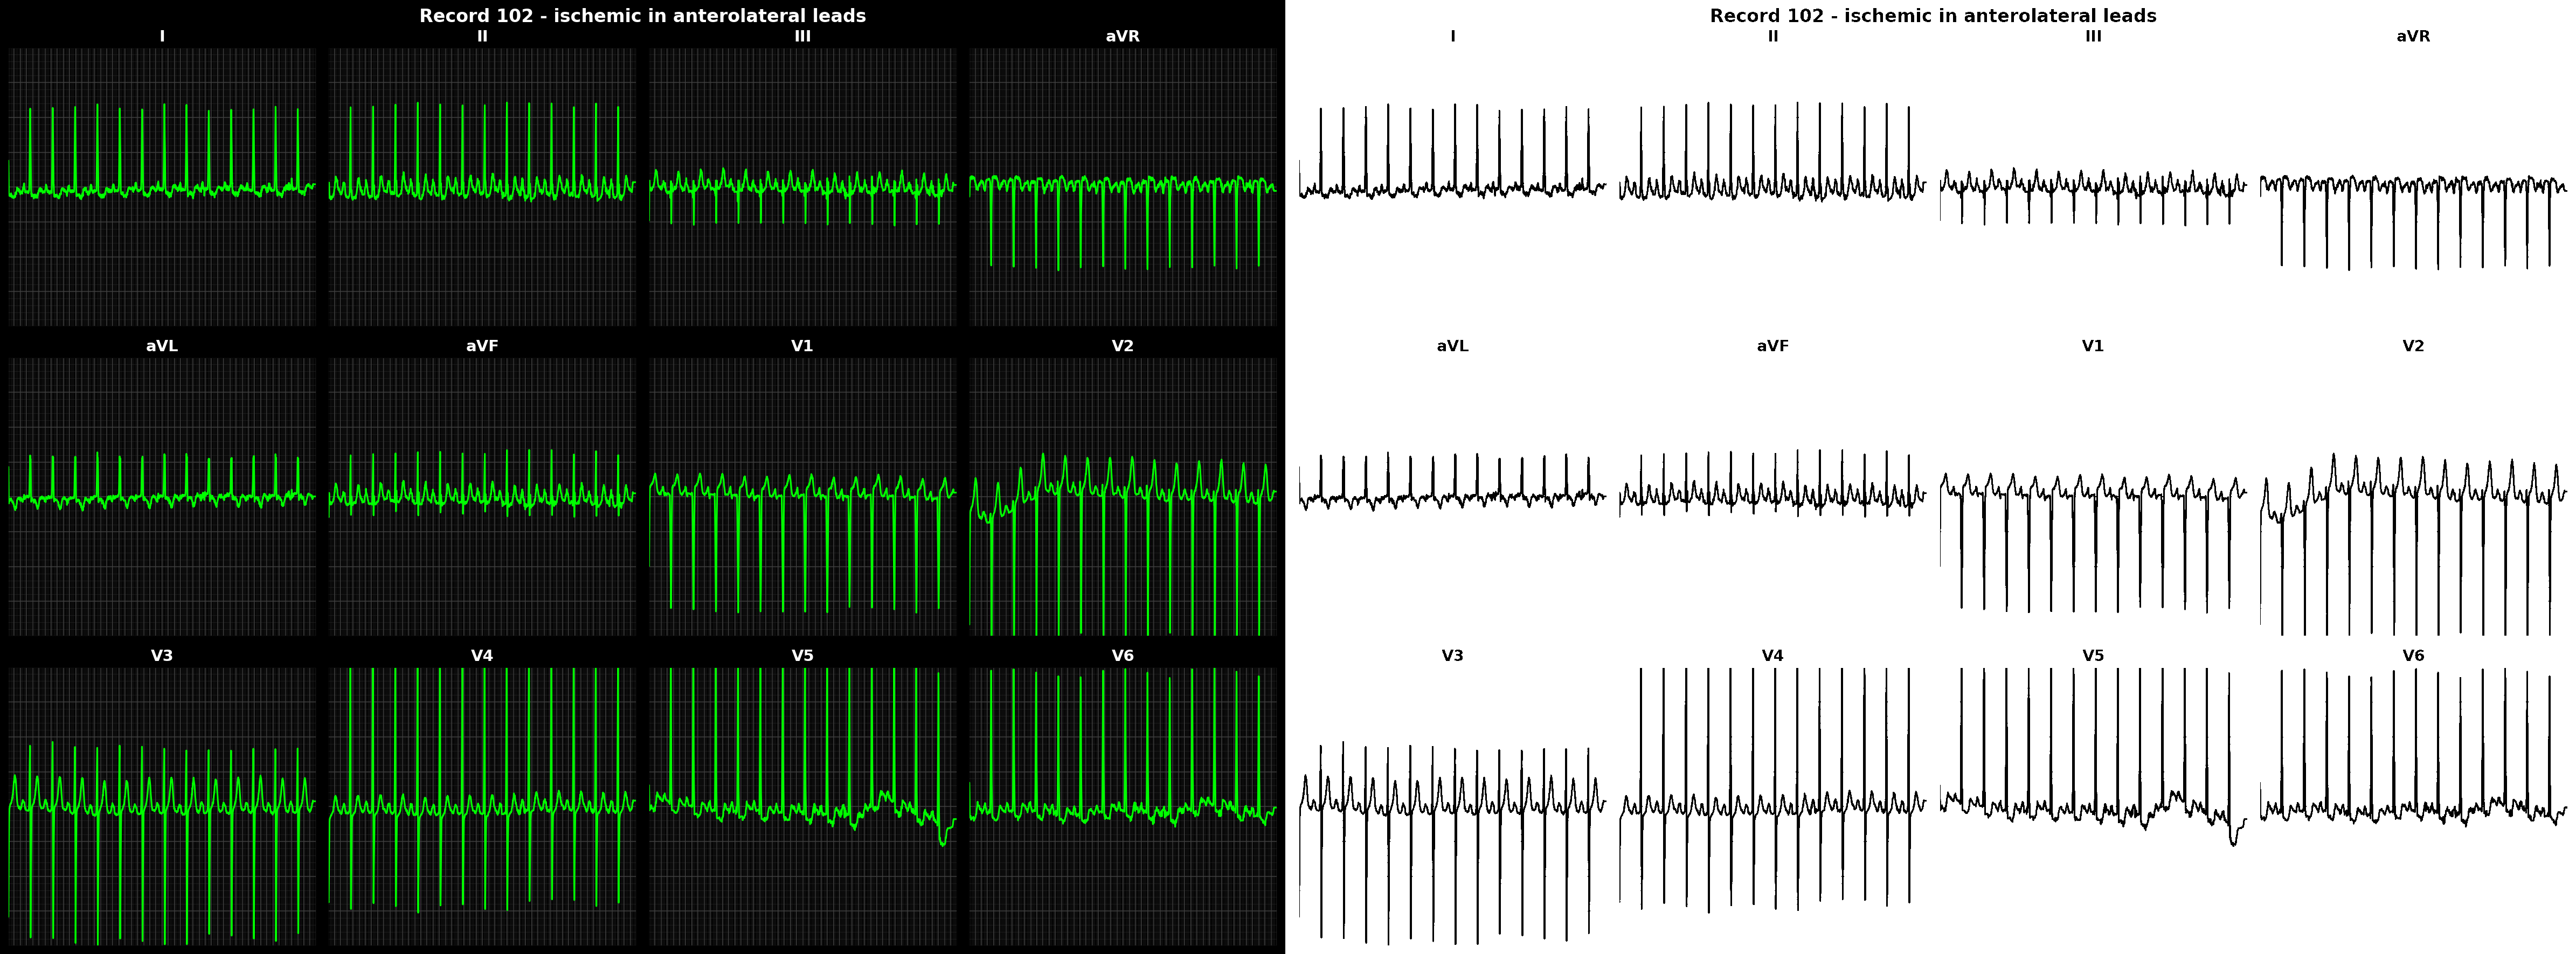 Record 102 - ischemic in anterolateral leads
I II III aVR
aVL aVF V1 V2
V3 V4 V5 V6
Record 102 - ischemic in anterolateral leads
I II III aVR
aVL aVF V1 V2
V3 V4 V5 V6